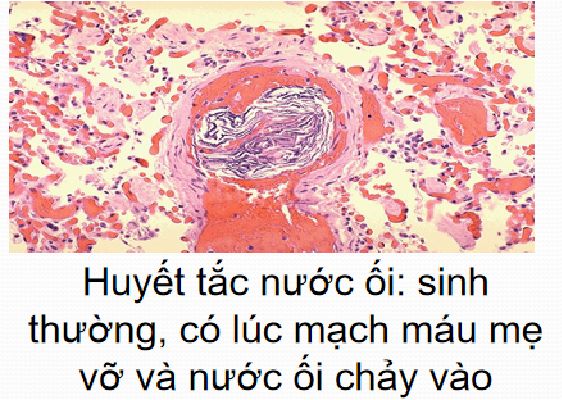 Huyết tắc nước ối: sinh
thường, có lúc mạch máu mẹ
vỡ và nước ối chảy vào